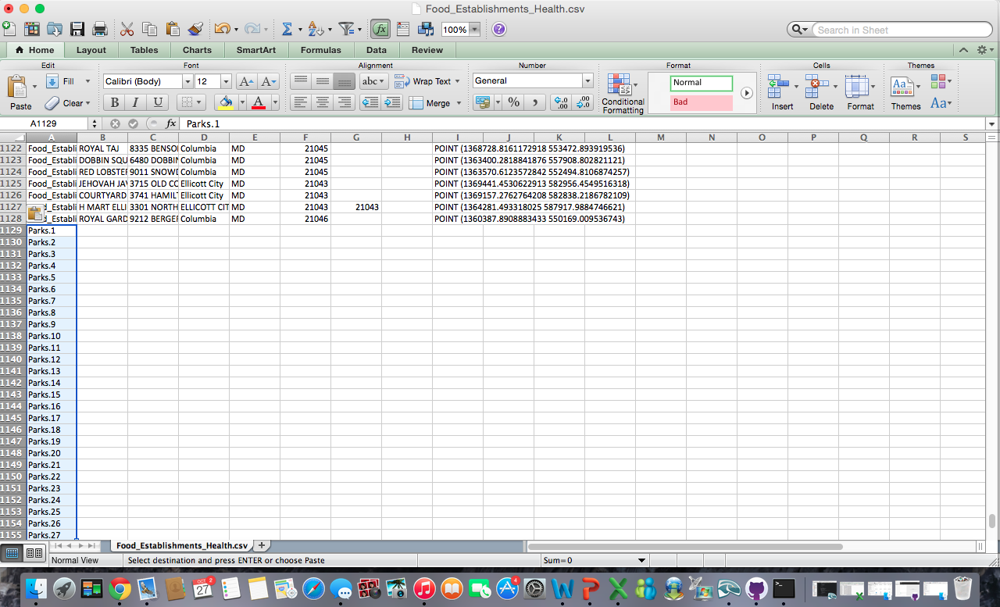 Food_Establishments_Health.csv
100%
Search in Sheet
Home Layout Tables Charts SmartArt Formulas Data Review
Edit Font Alignment Number Format Cells Themes
Fill Calibri (Body) 12 abc Wrap Text General Normal
Paste Clear B I U Merge % Conditional Formatting Bad Insert Delete Format Themes
A1129 fx Parks.1
A B C D E F G H I J K L M N O P Q R S
1122 Food_Establi ROYAL TAJ 8335 BENSO Columbia MD 21045 POINT (1368728.8161172918 553472.893919536)
1123 Food_Establi DOBBIN SQU 6480 DOBBIN Columbia MD 21045 POINT (1363400.2818841876 557908.802821121)
1124 Food_Establi RED LOBSTE 9011 SNOWD Columbia MD 21045 POINT (1363570.6123572842 552494.8106874257)
1125 Food_Establi JEHOVAH JAV 3715 OLD CO Ellicott City MD 21043 POINT (1369441.4530622913 582956.4549516318)
1126 Food_Establi COURTYARD 3741 HAMIL Ellicott City MD 21043 POINT (1369157.2762764208 582838.2186782109)
1127 d_Establi H MART ELLI 3301 NORTH ELLICOTT CIT MD 21043 21043 POINT (1364281.493318025 587917.9884746621)
1128 d_Establi ROYAL GARD 9212 BERGER Columbia MD 21046 POINT (1360387.8908883433 550169.009536743)
1129 Parks.1
1130 Parks.2
1131 Parks.3
1132 Parks.4
1133 Parks.5
1134 Parks.6
1135 Parks.7
1136 Parks.8
1137 Parks.9
1138 Parks.10
1139 Parks.11
1140 Parks.12
1141 Parks.13
1142 Parks.14
1143 Parks.15
1144 Parks.16
1145 Parks.17
1146 Parks.18
1147 Parks.19
1148 Parks.20
1149 Parks.21
1150 Parks.22
1151 Parks.23
1152 Parks.24
1153 Parks.25
1154 Parks.26
1155 Parks.27
Food_Establishments_Health.csv
Normal View Select destination and press ENTER or choose Paste Sum=0
OCT 27 2 4